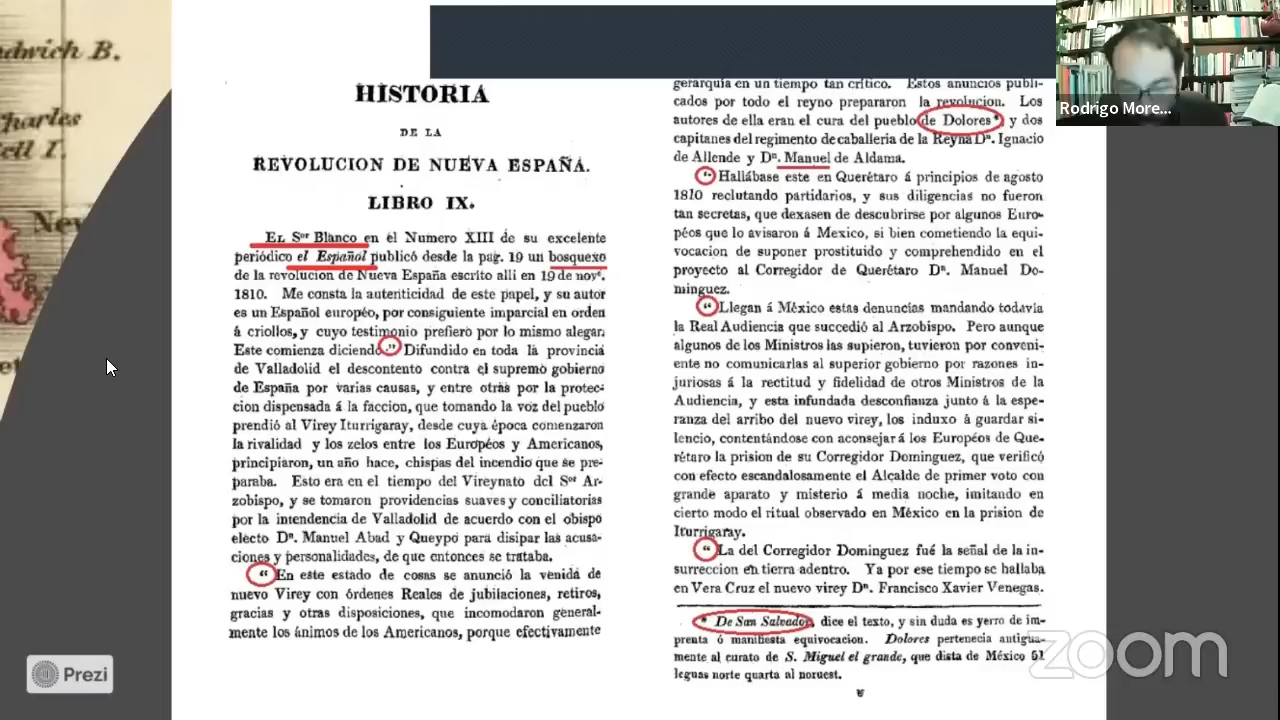 dwich B.
harles
ell I.
New
HISTORIA
DE LA
REVOLUCION DE NUEVA ESPAÑA.
LIBRO IX.
EL Sor Blanco en el Numero XIII de su excelente
periódico el Español publicó desde la pag. 19 un bosquexo
de la revolucion de Nueva España escrito alli en 19 de nove.
1810. Me consta la autenticidad de este papel, y su autor
es un Español européo, por consiguiente imparcial en orden
á criollos, y cuyo testimonio prefiero por lo mismo alegar.
Este comienza diciendo " Difundido en toda la provincia
de Valladolid el descontento contra el supremo gobierno
de España por varias causas, y entre otras por la protec-
cion dispensada á la faccion, que tomando la voz del pueblo
prendió al Virey Iturrigaray, desde cuya época comenzaron
la rivalidad y los zelos entre los Européos y Americanos,
principiaron, un año hace, chispas del incendio que se pre-
paraba. Esto era en el tiempo del Vireynato del Sor Ar-
zobispo, y se tomaron providencias suaves y conciliatorias
por la intendencia de Valladolid de acuerdo con el obispo
electo Dn. Manuel Abad y Queypo para disipar las acusa-
ciones y personalidades, de que entonces se trataba.
" En este estado de cosas se anunció la venida de
nuevo Virey con órdenes Reales de jubilaciones, retiros,
gracias y otras disposiciones, que incomodaron general-
mente los ánimos de los Americanos, porque efectivamente
gerarquia en un tiempo tan crítico. Estos anuncios publi-
cados por todo el reyno prepararon la revolucion. Los
autores de ella eran el cura del pueblo de Dolores* y dos
capitanes del regimento de caballeria de la Reyna Dn. Ignacio
de Allende y Dn. Manuel de Aldama.
" Hallábase este en Querétaro á principios de agosto
1810 reclutando partidarios, y sus diligencias no fueron
tan secretas, que dexasen de descubrirse por algunos Euro-
péos que lo avisaron á Mexico, si bien cometiendo la equi-
vocacion de suponer prostituido y comprehendido en el
proyecto al Corregidor de Querétaro Dn. Manuel Do-
minguez.
" Llegan á México estas denuncias mandando todavia
la Real Audiencia que succedió al Arzobispo. Pero aunque
algunos de los Ministros las supieron, tuvieron por conveni-
ente no comunicarlas al superior gobierno por razones in-
juriosas á la rectitud y fidelidad de otros Ministros de la
Audiencia, y esta infundada desconfianza junto á la espe-
ranza del arribo del nuevo virey, los induxo á guardar si-
lencio, contentándose con aconsejar á los Européos de Que-
rétaro la prision de su Corregidor Dominguez, que verificó
con efecto escandalosamente el Alcalde de primer voto con
grande aparato y misterio á media noche, imitando en
cierto modo el ritual observado en México en la prision de
Iturrigaray.
" La del Corregidor Dominguez fué la señal de la in-
surreccion en tierra adentro. Ya por ese tiempo se hallaba
en Vera Cruz el nuevo virey Dn. Francisco Xavier Venegas.
* De San Salvador, dice el texto, y sin duda es yerro de im-
prenta ó manifiesta equivocacion. Dolores pertenecia antigua-
mente al curato de S. Miguel el grande, que dista de México 51
leguas norte quarta al noruest.
Rodrigo More...
Prezi
zoom